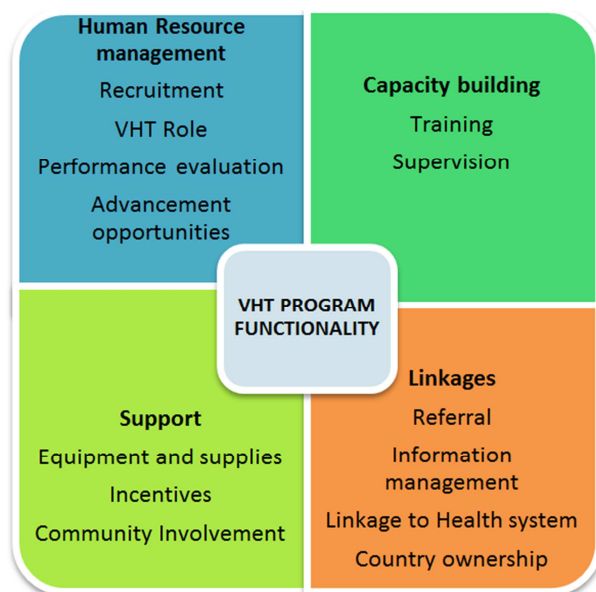 Human Resource
management
Recruitment
VHT Role
Performance evaluation
Advancement
opportunities
Capacity building
Training
Supervision
VHT PROGRAM
FUNCTIONALITY
Support
Equipment and supplies
Incentives
Community Involvement
Linkages
Referral
Information
management
Linkage to Health system
Country ownership